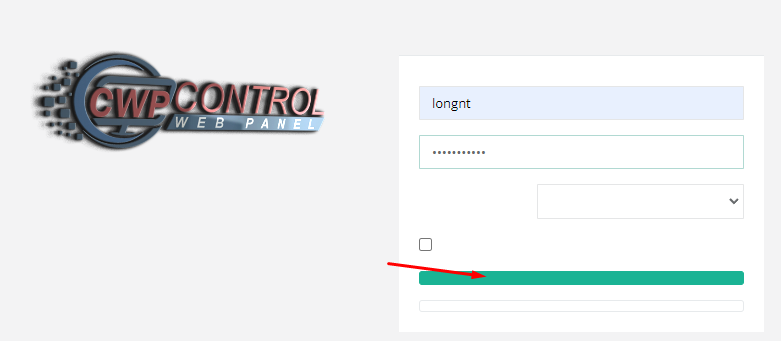 CWP CONTROL
WEB PANEL
longnt
•••••••••••